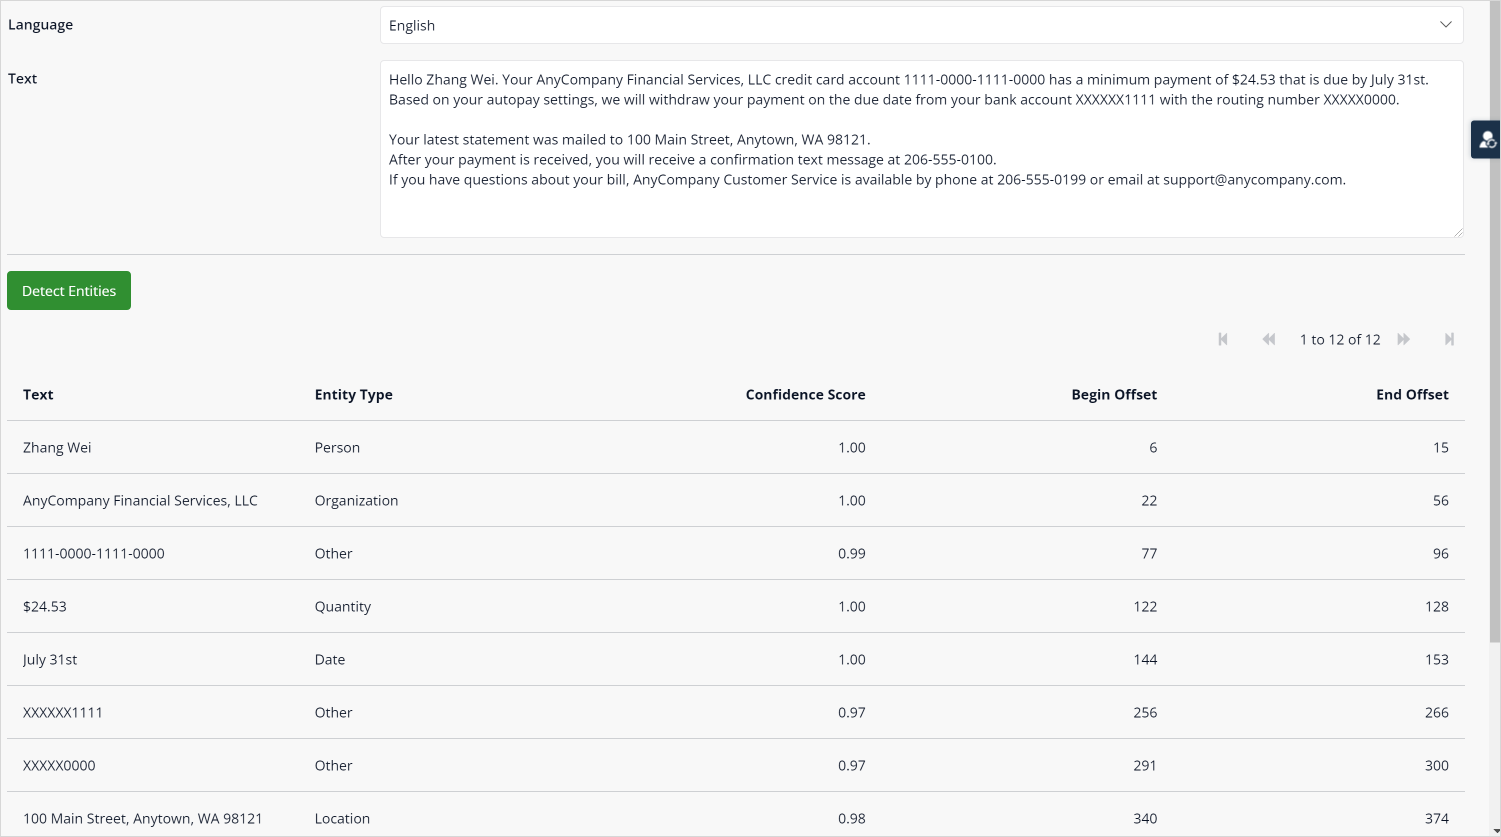 Language
English
Text
Hello Zhang Wei. Your AnyCompany Financial Services, LLC credit card account 1111-0000-1111-0000 has a minimum payment of $24.53 that is due by July 31st.
Based on your autopay settings, we will withdraw your payment on the due date from your bank account XXXXXX1111 with the routing number XXXXX0000.
Your latest statement was mailed to 100 Main Street, Anytown, WA 98121.
After your payment is received, you will receive a confirmation text message at 206-555-0100.
If you have questions about your bill, AnyCompany Customer Service is available by phone at 206-555-0199 or email at support@anycompany.com.
Detect Entities
1 to 12 of 12
Text Entity Type Confidence Score Begin Offset End Offset
Zhang Wei Person 1.00 6 15
AnyCompany Financial Services, LLC Organization 1.00 22 56
1111-0000-1111-0000 Other 0.99 77 96
$24.53 Quantity 1.00 122 128
July 31st Date 1.00 144 153
XXXXXX1111 Other 0.97 256 266
XXXXX0000 Other 0.97 291 300
100 Main Street, Anytown, WA 98121 Location 0.98 340 374